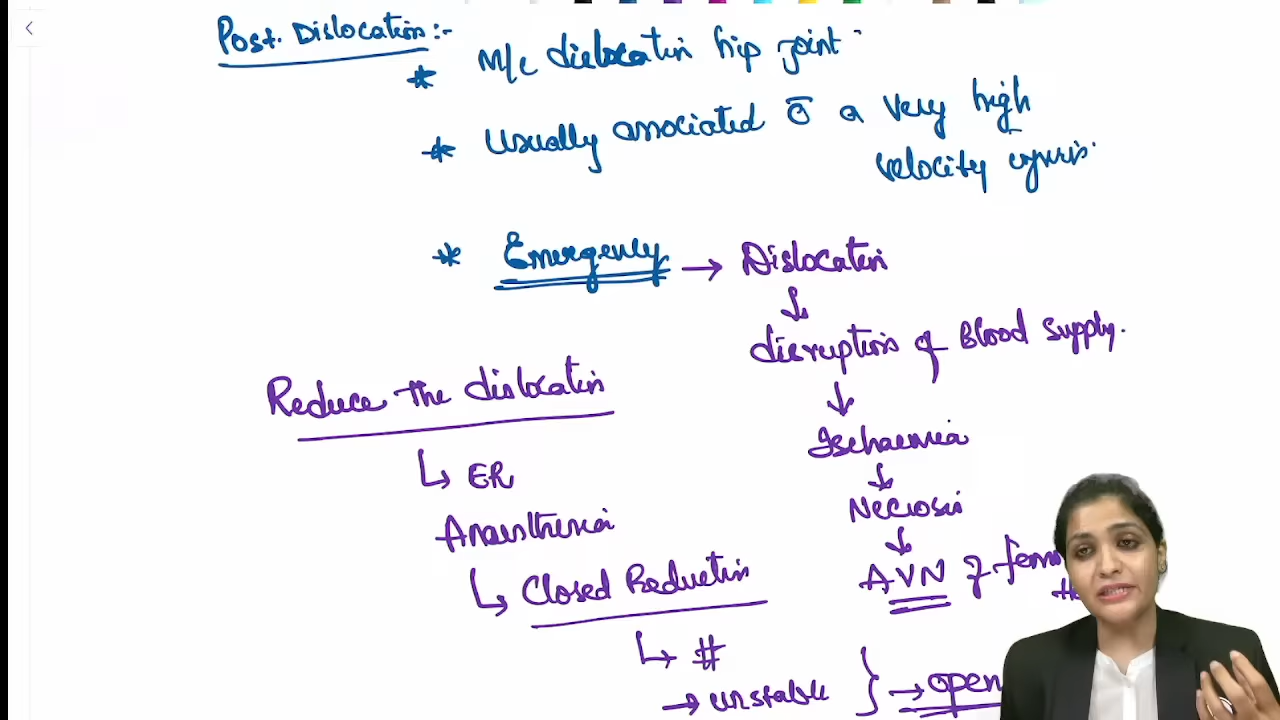 Post. Dislocation :-
* M/c dislocation hip joint.
* Usually associated c̄ a very high
velocity injuries.
* Emergency → Dislocation
↓
disruption of Blood supply.
Reduce the dislocation
↓
Ischaemia
↳ ER
↓
Necrosis
Anaesthesia
↓
↳ Closed Reduction
AVN of
↳ #
→ unstable } → open